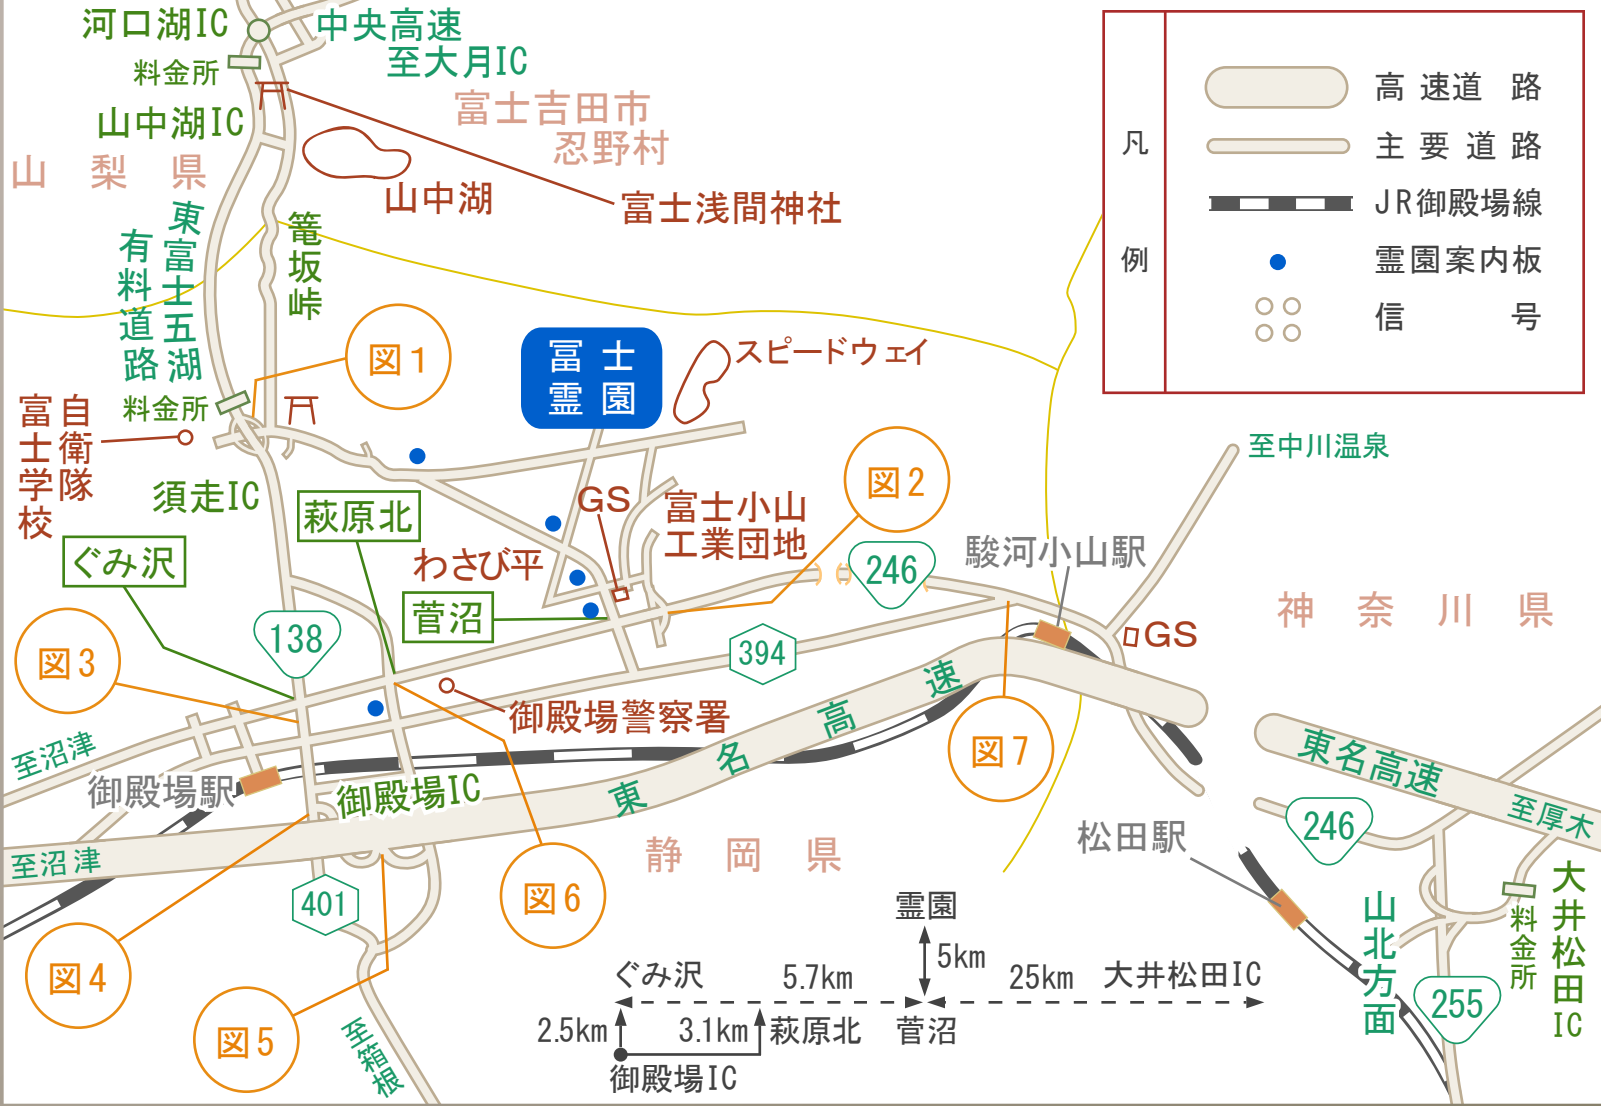 河口湖IC
中央高速
至大月IC
料金所
富士吉田市
忍野村
山中湖IC
山梨県
山中湖
富士浅間神社
東富士五湖
有料道路
篭坂峠
凡例
高速道路
主要道路
JR御殿場線
霊園案内板
信号
図1
冨士
霊園
スピードウェイ
料金所
自衛隊
富士学校
須走IC
萩原北
GS
富士小山
工業団地
図2
至中川温泉
ぐみ沢
わさび平
菅沼
246
駿河小山駅
神奈川県
GS
138
図3
394
御殿場警察署
東名高速
図7
至沼津
御殿場駅
御殿場IC
東名高速
至厚木
246
松田駅
静岡県
至沼津
401
図6
図4
図5
至箱根
大井松田IC
料金所
山北方面
255
霊園
5km
ぐみ沢
5.7km
25km
大井松田IC
2.5km
3.1km
萩原北
菅沼
御殿場IC